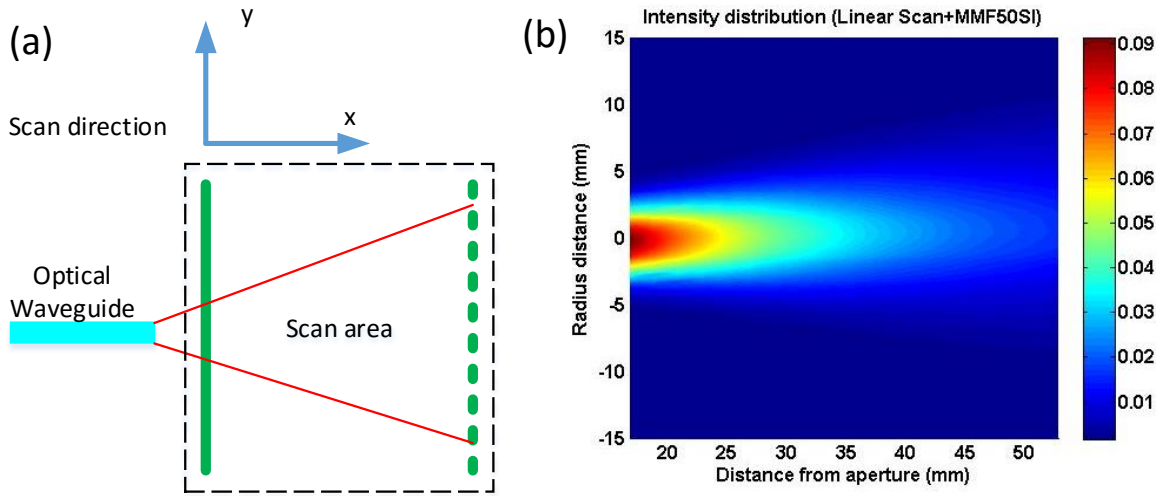 (a)
y
x
Scan direction
Optical
Waveguide
Scan area
(b)
Intensity distribution (Linear Scan+MMF50SI)
Radius distance (mm)
15
10
5
0
-5
-10
-15
20
25
30
35
40
45
50
Distance from aperture (mm)
0.09
0.08
0.07
0.06
0.05
0.04
0.03
0.02
0.01